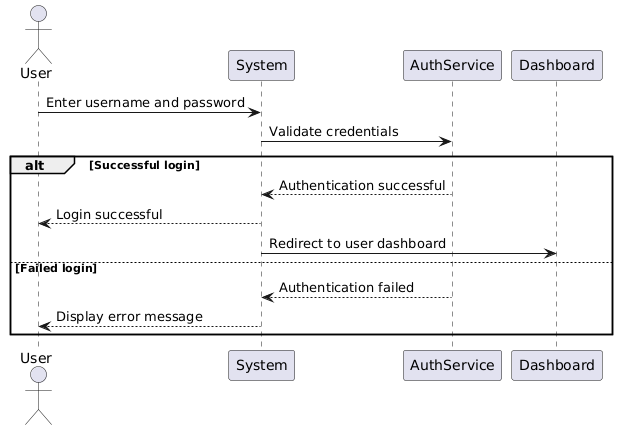 User
System
AuthService
Dashboard
Enter username and password
Validate credentials
alt
[Successful login]
Authentication successful
Login successful
Redirect to user dashboard
[Failed login]
Authentication failed
Display error message
User
System
AuthService
Dashboard